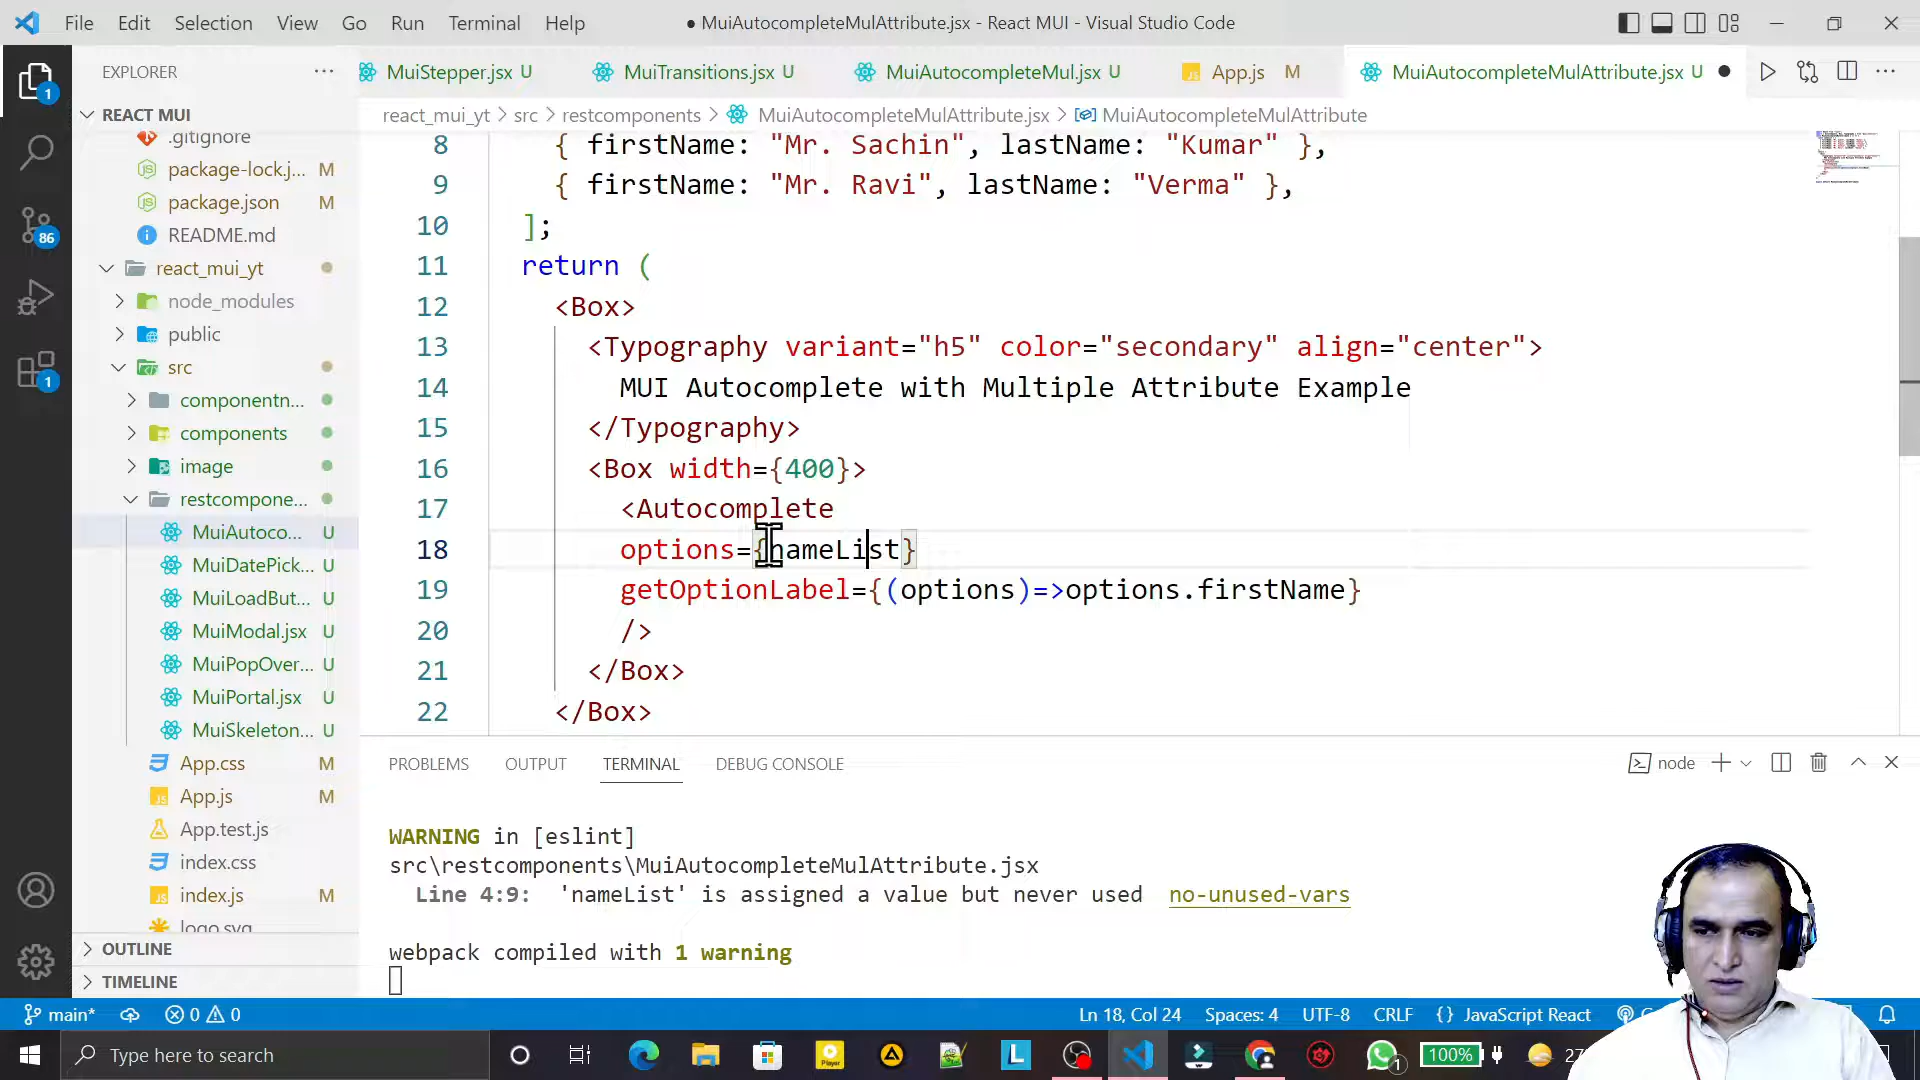 File Edit Selection View Go Run Terminal Help
● MuiAutocompleteMulAttribute.jsx - React MUI - Visual Studio Code
EXPLORER
MuiStepper.jsx U
MuiTransitions.jsx U
MuiAutocompleteMul.jsx U
App.js M
MuiAutocompleteMulAttribute.jsx U
react_mui_yt > src > restcomponents > MuiAutocompleteMulAttribute.jsx > MuiAutocompleteMulAttribute
REACT MUI
.gitignore
package-lock.j... M
package.json M
README.md
react_mui_yt
node_modules
public
src
componentn...
components
image
restcompone...
MuiAutoco... U
MuiDatePick... U
MuiLoadBut... U
MuiModal.jsx U
MuiPopOver... U
MuiPortal.jsx U
MuiSkeleton... U
App.css M
App.js M
App.test.js
index.css
index.js M
logo.svg
OUTLINE
TIMELINE
1
86
1
8 { firstName: "Mr. Sachin", lastName: "Kumar" },
9 { firstName: "Mr. Ravi", lastName: "Verma" },
10 ];
11 return (
12 <Box>
13 <Typography variant="h5" color="secondary" align="center">
14 MUI Autocomplete with Multiple Attribute Example
15 </Typography>
16 <Box width={400}>
17 <Autocomplete
18 options={nameList}
19 getOptionLabel={(options)=>options.firstName}
20 />
21 </Box>
22 </Box>
PROBLEMS OUTPUT TERMINAL DEBUG CONSOLE
node
WARNING in [eslint]
src\restcomponents\MuiAutocompleteMulAttribute.jsx
Line 4:9: 'nameList' is assigned a value but never used no-unused-vars
webpack compiled with 1 warning
main* 0 0
Ln 18, Col 24 Spaces: 4 UTF-8 CRLF {} JavaScript React
Type here to search
Player
L
1
100%